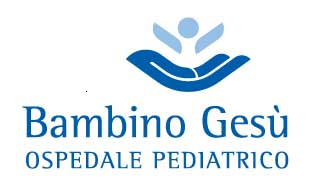 Bambino Gesù
OSPEDALE PEDIATRICO